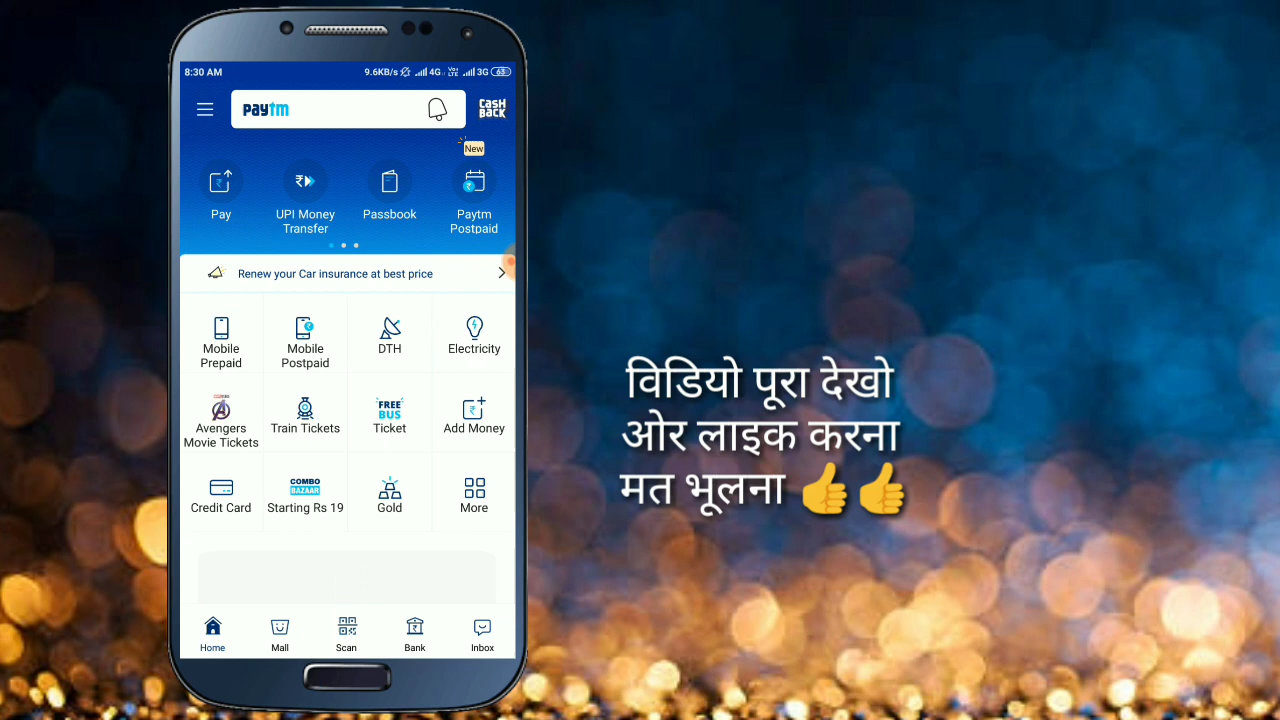 8:30 AM 9.6KB/s 4G Vo LTE 3G 63
paytm CASH BACK
New
Pay UPI Money Transfer Passbook Paytm Postpaid
Renew your Car insurance at best price
Mobile Prepaid Mobile Postpaid DTH Electricity
Avengers Movie Tickets Train Tickets FREE BUS Ticket Add Money
Credit Card COMBO BAZAAR Starting Rs 19 Gold More
Home Mall Scan Bank Inbox
विडियो पूरा देखो
ओर लाइक करना
मत भूलना 👍👍